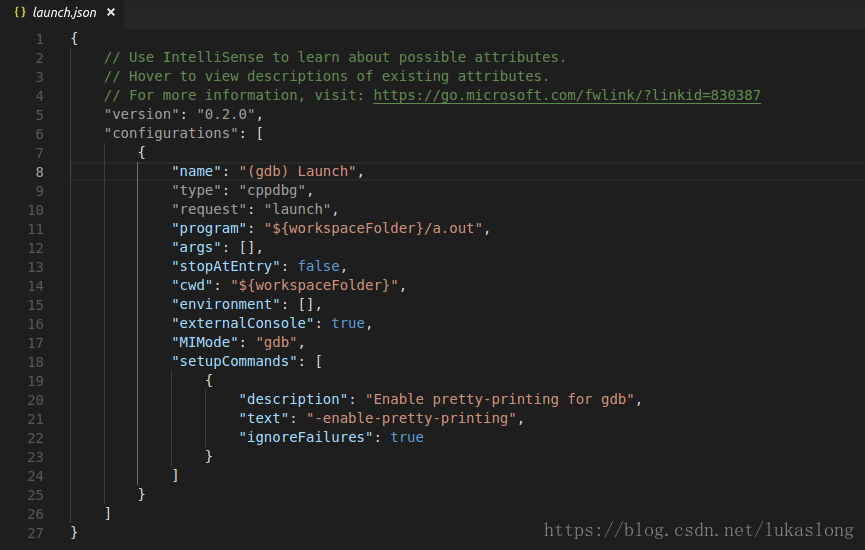 launch.json ×
1 {
2 // Use IntelliSense to learn about possible attributes.
3 // Hover to view descriptions of existing attributes.
4 // For more information, visit: https://go.microsoft.com/fwlink/?linkid=830387
5 "version": "0.2.0",
6 "configurations": [
7 {
8 "name": "(gdb) Launch",
9 "type": "cppdbg",
10 "request": "launch",
11 "program": "${workspaceFolder}/a.out",
12 "args": [],
13 "stopAtEntry": false,
14 "cwd": "${workspaceFolder}",
15 "environment": [],
16 "externalConsole": true,
17 "MIMode": "gdb",
18 "setupCommands": [
19 {
20 "description": "Enable pretty-printing for gdb",
21 "text": "-enable-pretty-printing",
22 "ignoreFailures": true
23 }
24 ]
25 }
26 ]
27 }
https://blog.csdn.net/lukaslong